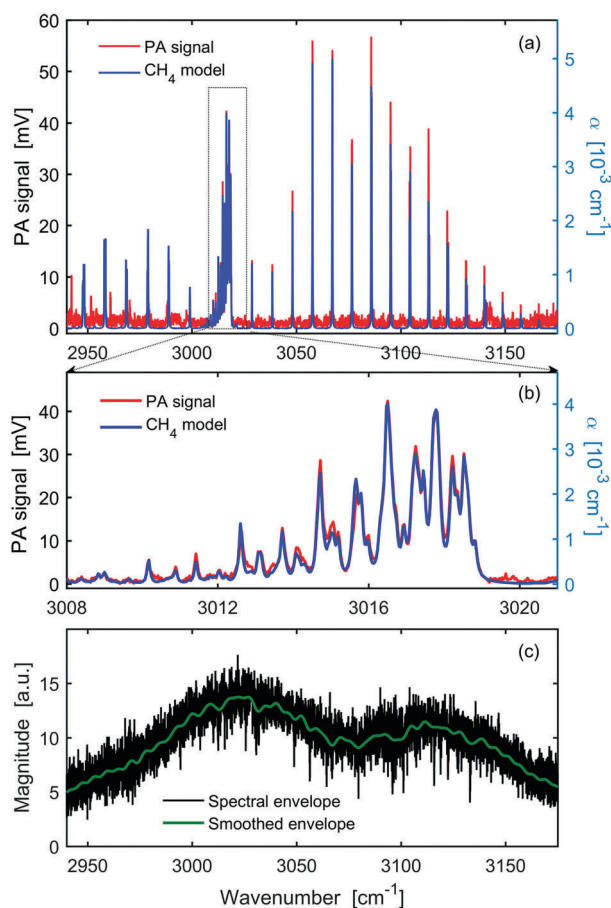 (a)
PA signal
CH4 model
PA signal [mV]
60
50
40
30
20
10
0
α [10-3 cm-1]
5
4
3
2
1
0
2950 3000 3050 3100 3150
(b)
PA signal
CH4 model
PA signal [mV]
40
30
20
10
0
α [10-3 cm-1]
4
3
2
1
0
3008 3012 3016 3020
(c)
Magnitude [a.u.]
15
10
5
0
Spectral envelope
Smoothed envelope
2950 3000 3050 3100 3150
Wavenumber [cm-1]